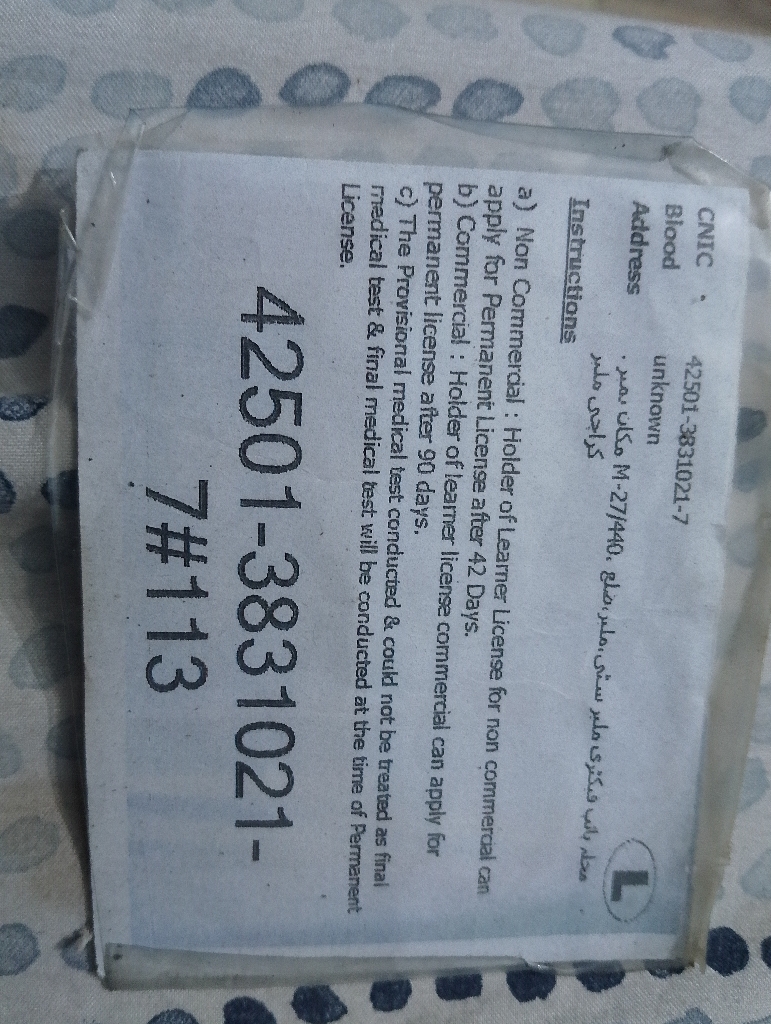 CNIC 42501-3831021-7
Blood unknown
Address مکان نمبر M-27/440، محلہ پائپ فیکٹری ملیر سٹی،ملیر،ضلع
کراچی ملیر
L
Instructions
a) Non Commercial : Holder of Learner License for non commercial can
apply for Permanent License after 42 Days.
b) Commercial : Holder of learner license commercial can apply for
permanent license after 90 days.
c) The Provisional medical test conducted & could not be treated as final
medical test & final medical test will be conducted at the time of Permanent
License.
42501-3831021-
7#113